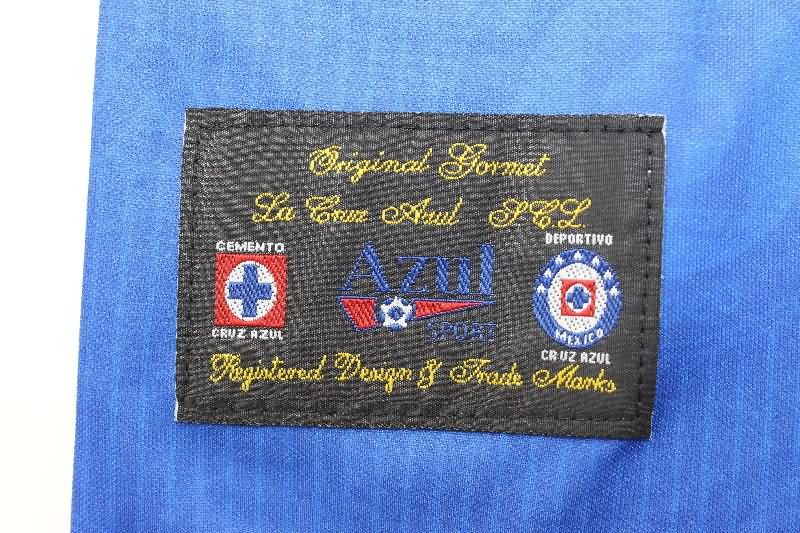 Original Gormet
La Cruz Azul S.C.L.
CEMENTO
CRUZ AZUL
Azul
SPORT
DEPORTIVO
MEXICO
CRUZ AZUL
Registered Design & Trade Marks